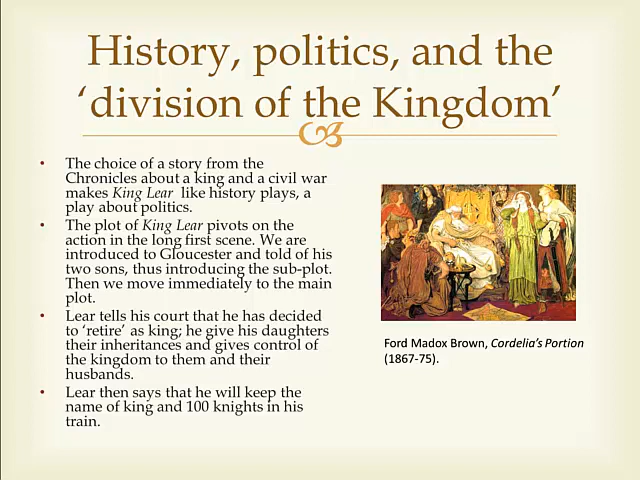 History, politics, and the
‘division of the Kingdom’
• The choice of a story from the
Chronicles about a king and a civil war
makes King Lear like history plays, a
play about politics.
• The plot of King Lear pivots on the
action in the long first scene. We are
introduced to Gloucester and told of his
two sons, thus introducing the sub-plot.
Then we move immediately to the main
plot.
• Lear tells his court that he has decided
to ‘retire’ as king; he give his daughters
their inheritances and gives control of
the kingdom to them and their
husbands.
• Lear then says that he will keep the
name of king and 100 knights in his
train.
Ford Madox Brown, Cordelia’s Portion
(1867-75).